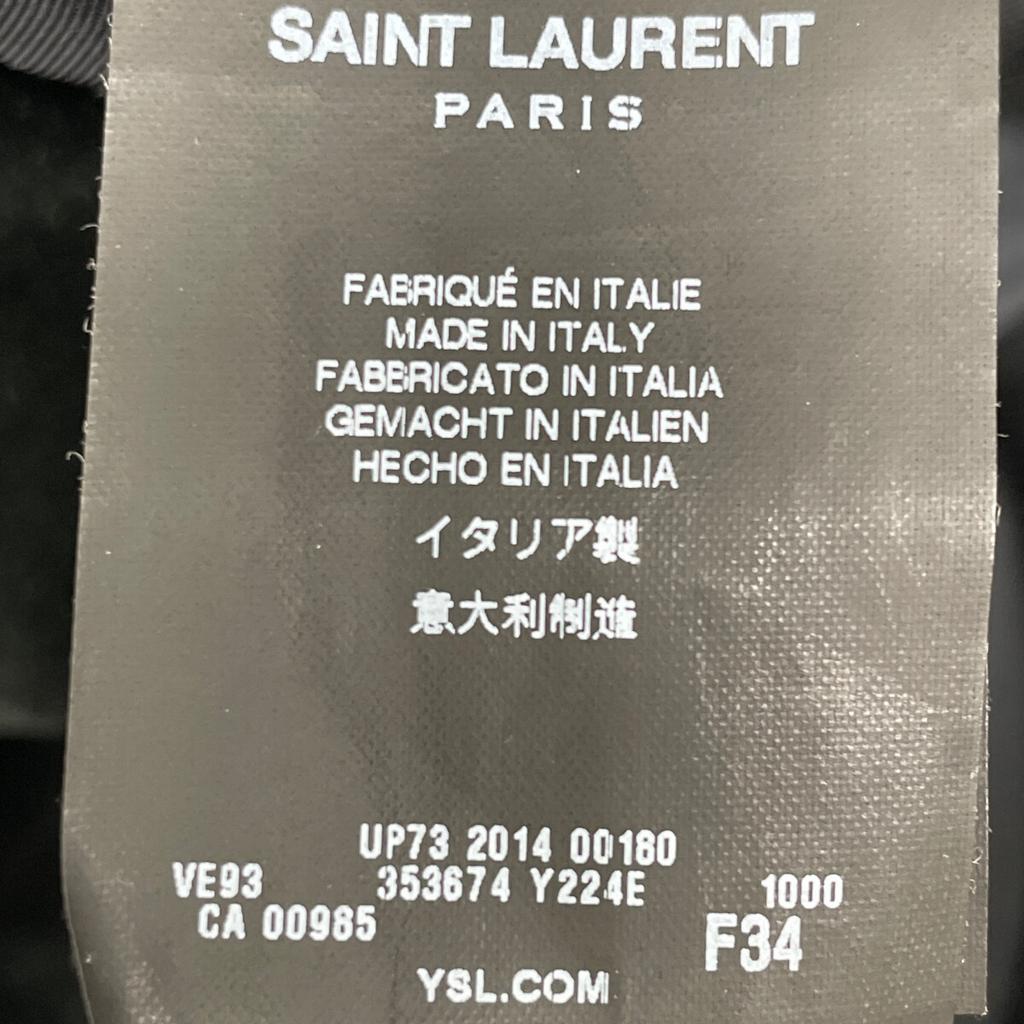 SAINT LAURENT
PARIS
FABRIQUÉ EN ITALIE
MADE IN ITALY
FABBRICATO IN ITALIA
GEMACHT IN ITALIEN
HECHO EN ITALIA
イタリア製
意大利制造
UP73 2014 00180
VE93 353674 Y224E 1000
CA 00985 F34
YSL.COM